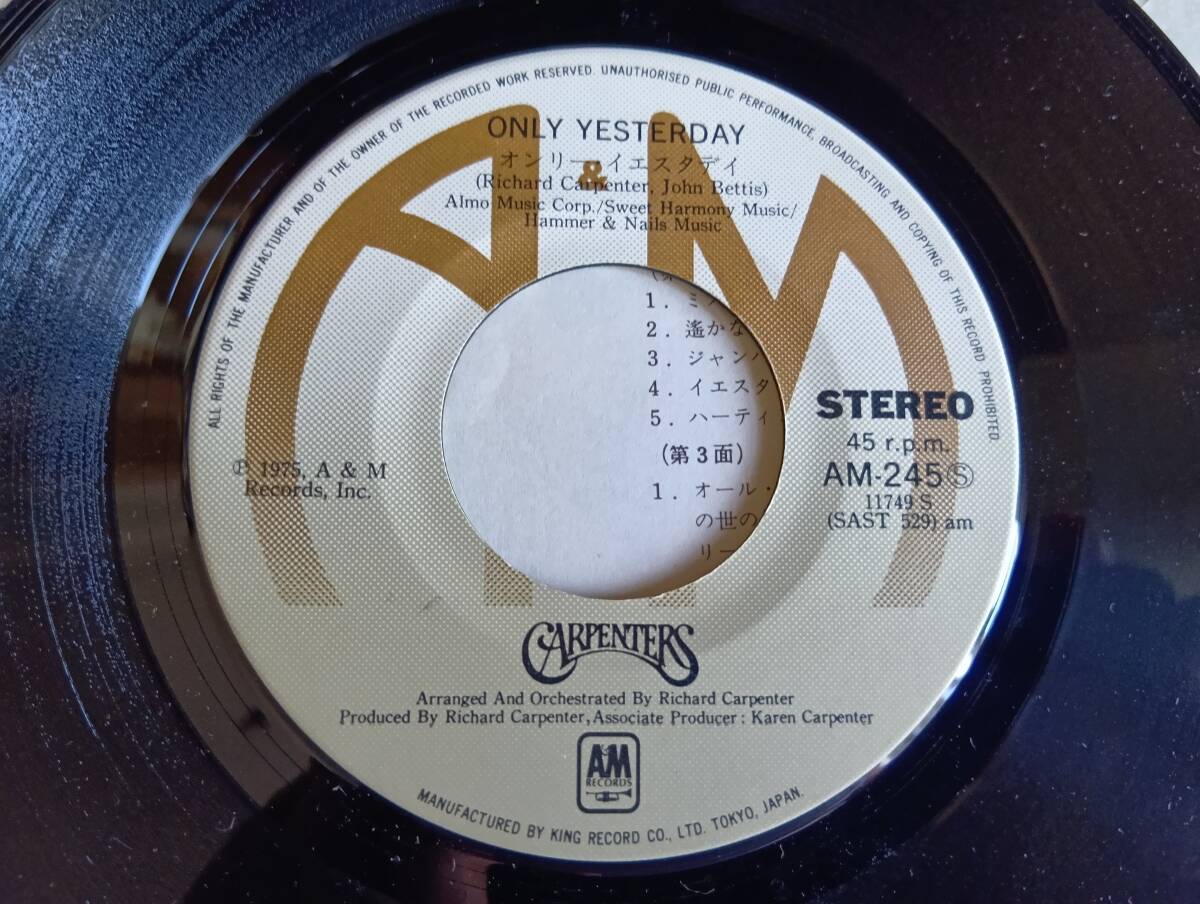 ALL RIGHTS OF THE MANUFACTURER AND OF THE OWNER OF THE RECORDED WORK RESERVED. UNAUTHORISED PUBLIC PERFORMANCE, BROADCASTING AND COPYING OF THIS RECORD PROHIBITED
A&M
ONLY YESTERDAY
オンリー・イエスタデイ
(Richard Carpenter, John Bettis)
Almo Music Corp./Sweet Harmony Music/
Hammer & Nails Music
1. ミ
2. 遙かな
3. ジャン
4. イエスタ
5. ハーティ
(第3面)
1. オール・
の世の
リー
STEREO
45 r.p.m.
AM-245Ⓢ
11749 S
(SAST 529) am
Ⓟ 1975, A & M
Records, Inc.
CARPENTERS
Arranged And Orchestrated By Richard Carpenter
Produced By Richard Carpenter, Associate Producer: Karen Carpenter
A&M
RECORDS
MANUFACTURED BY KING RECORD CO., LTD. TOKYO, JAPAN.